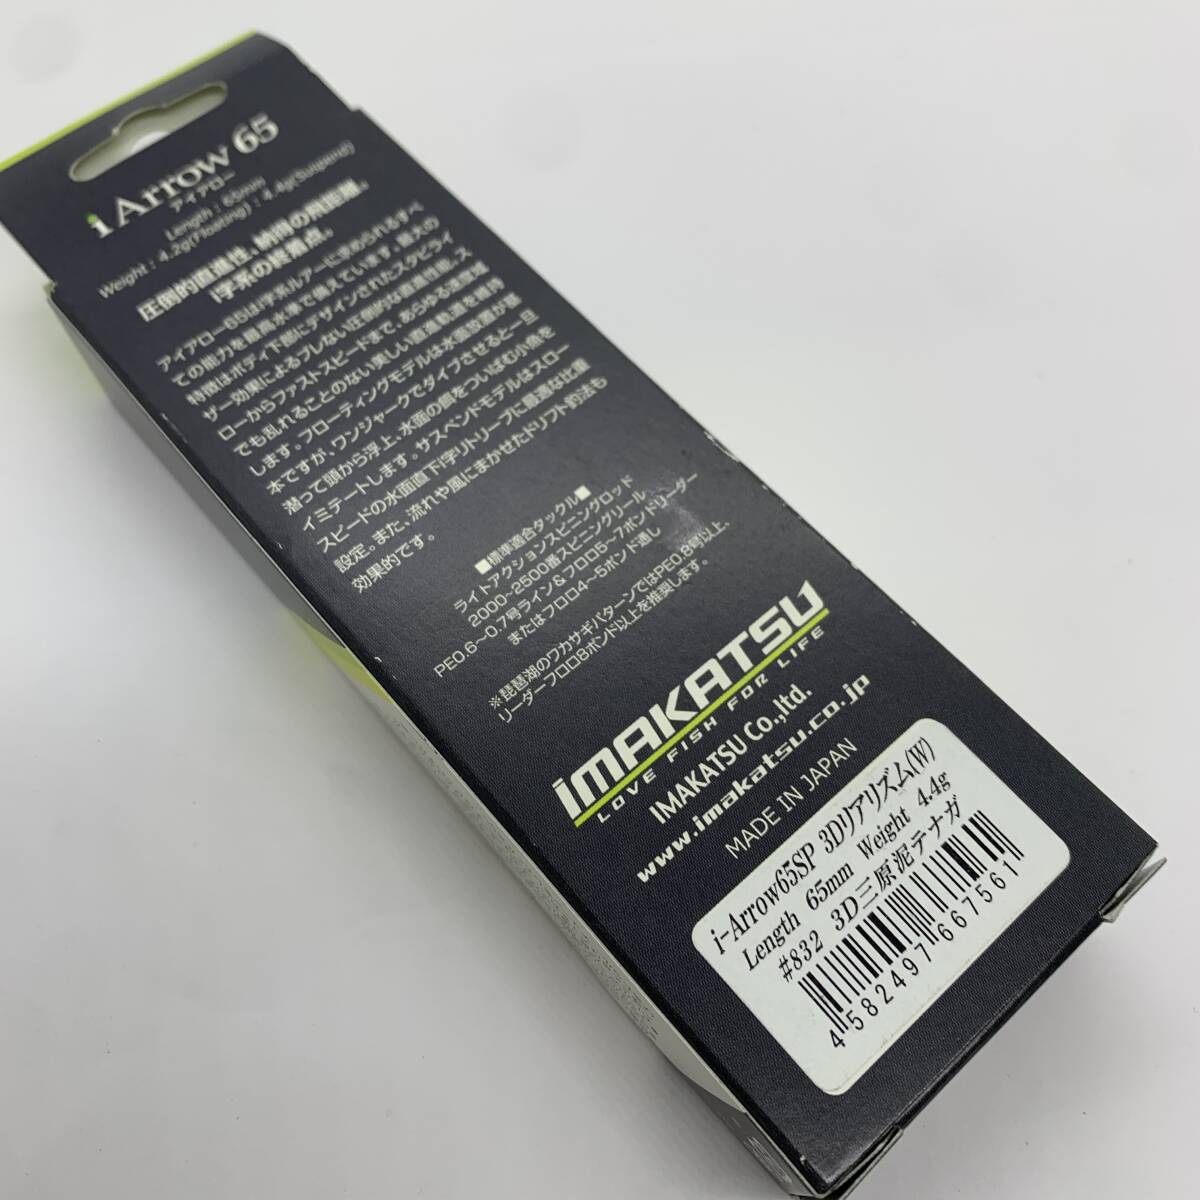 i Arrow 65
アイアロー
Length : 65mm
Weight : 4.2g(Floating) : 4.4g(Suspend)
圧倒的直進性、納得の飛距離。
i字系の終着点。
アイアロー65はi字系ルアーに求められるすべ
ての能力を最高水準で備えています。最大の
特徴はボディ下部にデザインされたスタビライ
ザー効果によるブレない圧倒的な直進性能。ス
ローからファストスピードまで、あらゆる速度域
でも乱れることのない美しい直進軌道を維持
します。フローティングモデルは水面放置が基
本ですが、ワンジャークでダイブさせると一旦
潜って頭から浮上、水面の餌をついばむ小魚を
イミテートします。サスペンドモデルはスロー
スピードの水面直下i字リトリーブに最適な比重
設定。また、流れや風にまかせたドリフト釣法も
効果的です。
■標準適合タックル■
ライトアクションスピニングロッド
2000~2500番スピニングリール
PE0.6~0.7号ライン&フロロ5~7ポンドリーダー
またはフロロ4~5ポンド通し
※琵琶湖のワカサギパターンではPE0.8号以上、
リーダーフロロ8ポンド以上を推奨します。
iMAKATSU
LOVE FISH FOR LIFE
IMAKATSU Co.,ltd.
www.imakatsu.co.jp
MADE IN JAPAN
i-Arrow65SP 3Dリアリズム(W)
Length 65mm Weight 4.4g
#832 3D三原泥テナガ
4582497667561